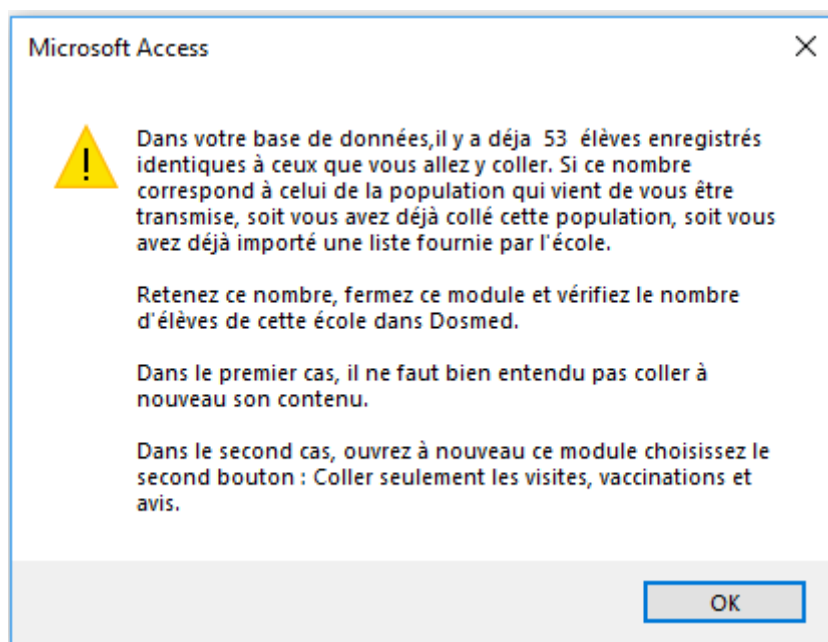 Microsoft Access
Dans votre base de données,il y a déja  53  élèves enregistrés
identiques à ceux que vous allez y coller. Si ce nombre
correspond à celui de la population qui vient de vous être
transmise, soit vous avez déjà collé cette population, soit vous
avez déjà importé une liste fournie par l'école.
Retenez ce nombre, fermez ce module et vérifiez le nombre
d'élèves de cette école dans Dosmed.
Dans le premier cas, il ne faut bien entendu pas coller à
nouveau son contenu.
Dans le second cas, ouvrez à nouveau ce module choisissez le
second bouton : Coller seulement les visites, vaccinations et
avis.
OK